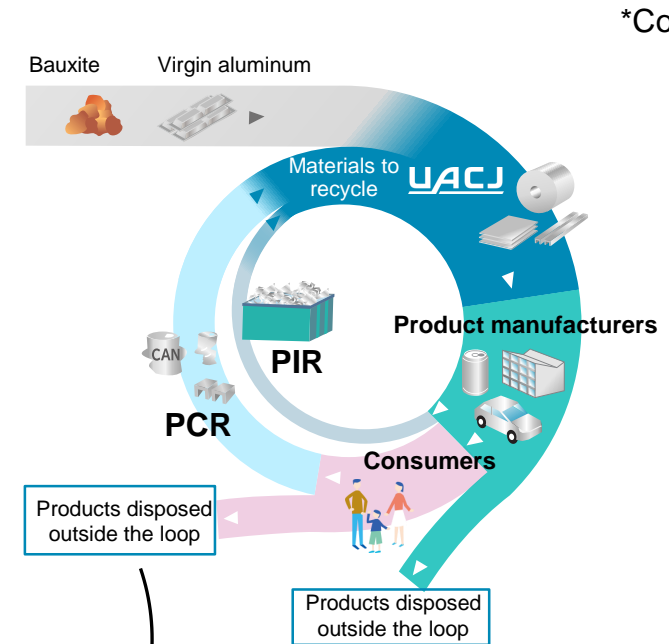 *Co
Bauxite
Virgin aluminum
Materials to
recycle
UACJ
Product manufacturers
CAN
PIR
PCR
Consumers
Products disposed
outside the loop
Products disposed
outside the loop